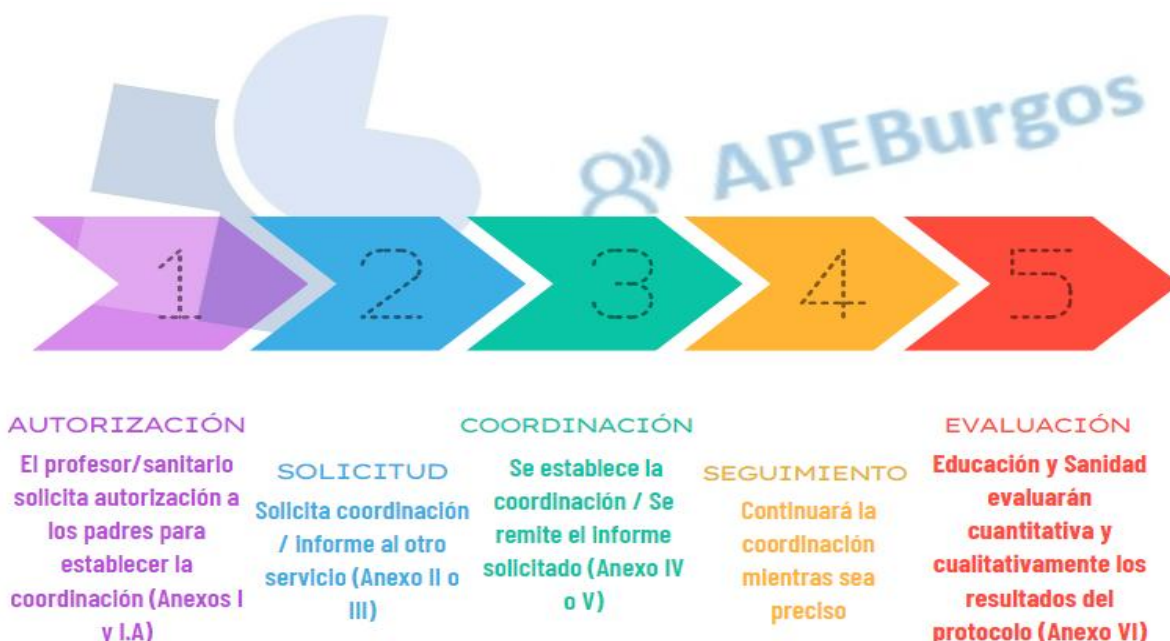 APEBurgos
1
2
3
4
5
AUTORIZACIÓN
El profesor/sanitario
solicita autorización a
los padres para
establecer la
coordinación (Anexos I
y I.A)
SOLICITUD
Solicita coordinación
/ informe al otro
servicio (Anexo II o
III)
COORDINACIÓN
Se establece la
coordinación / Se
remite el informe
solicitado (Anexo IV
o V)
SEGUIMIENTO
Continuará la
coordinación
mientras sea
preciso
EVALUACIÓN
Educación y Sanidad
evaluarán
cuantitativa y
cualitativamente los
resultados del
protocolo (Anexo VI)